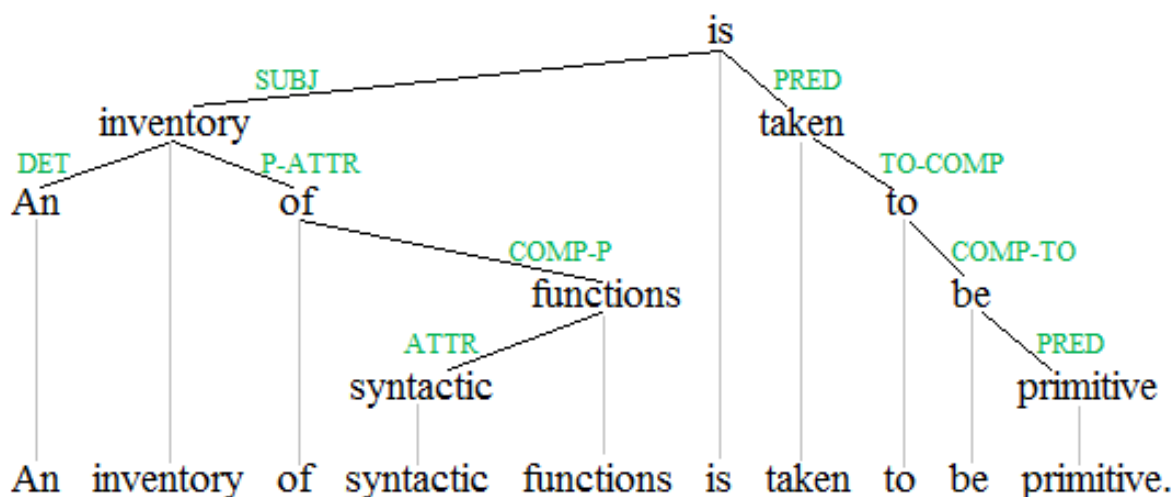 is
SUBJ PRED
inventory taken
DET P-ATTR TO-COMP
An of to
COMP-P COMP-TO
functions be
ATTR PRED
syntactic primitive
An inventory of syntactic functions is taken to be primitive.